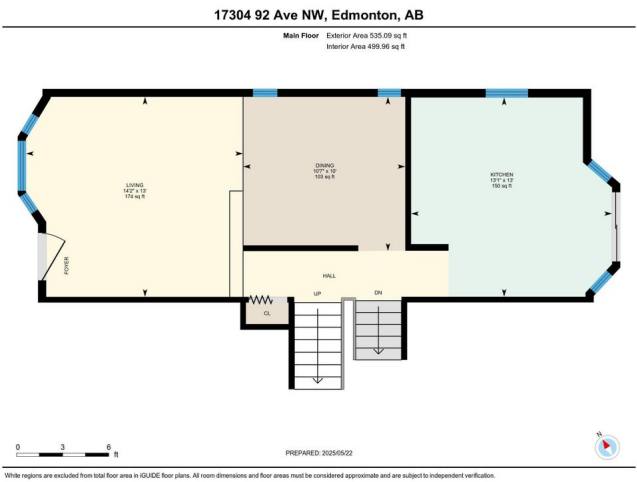 17304 92 Ave NW, Edmonton, AB
Main Floor Exterior Area 535.09 sq ft
Interior Area 499.96 sq ft
LIVING
14'2" x 13'
174 sq ft
DINING
10'7" x 10'
103 sq ft
KITCHEN
13'1" x 13'
150 sq ft
FOYER
HALL
UP
DN
CL
0 3 6
ft
PREPARED: 2025/05/22
N
White regions are excluded from total floor area in iGUIDE floor plans. All room dimensions and floor areas must be considered approximate and are subject to independent verification.